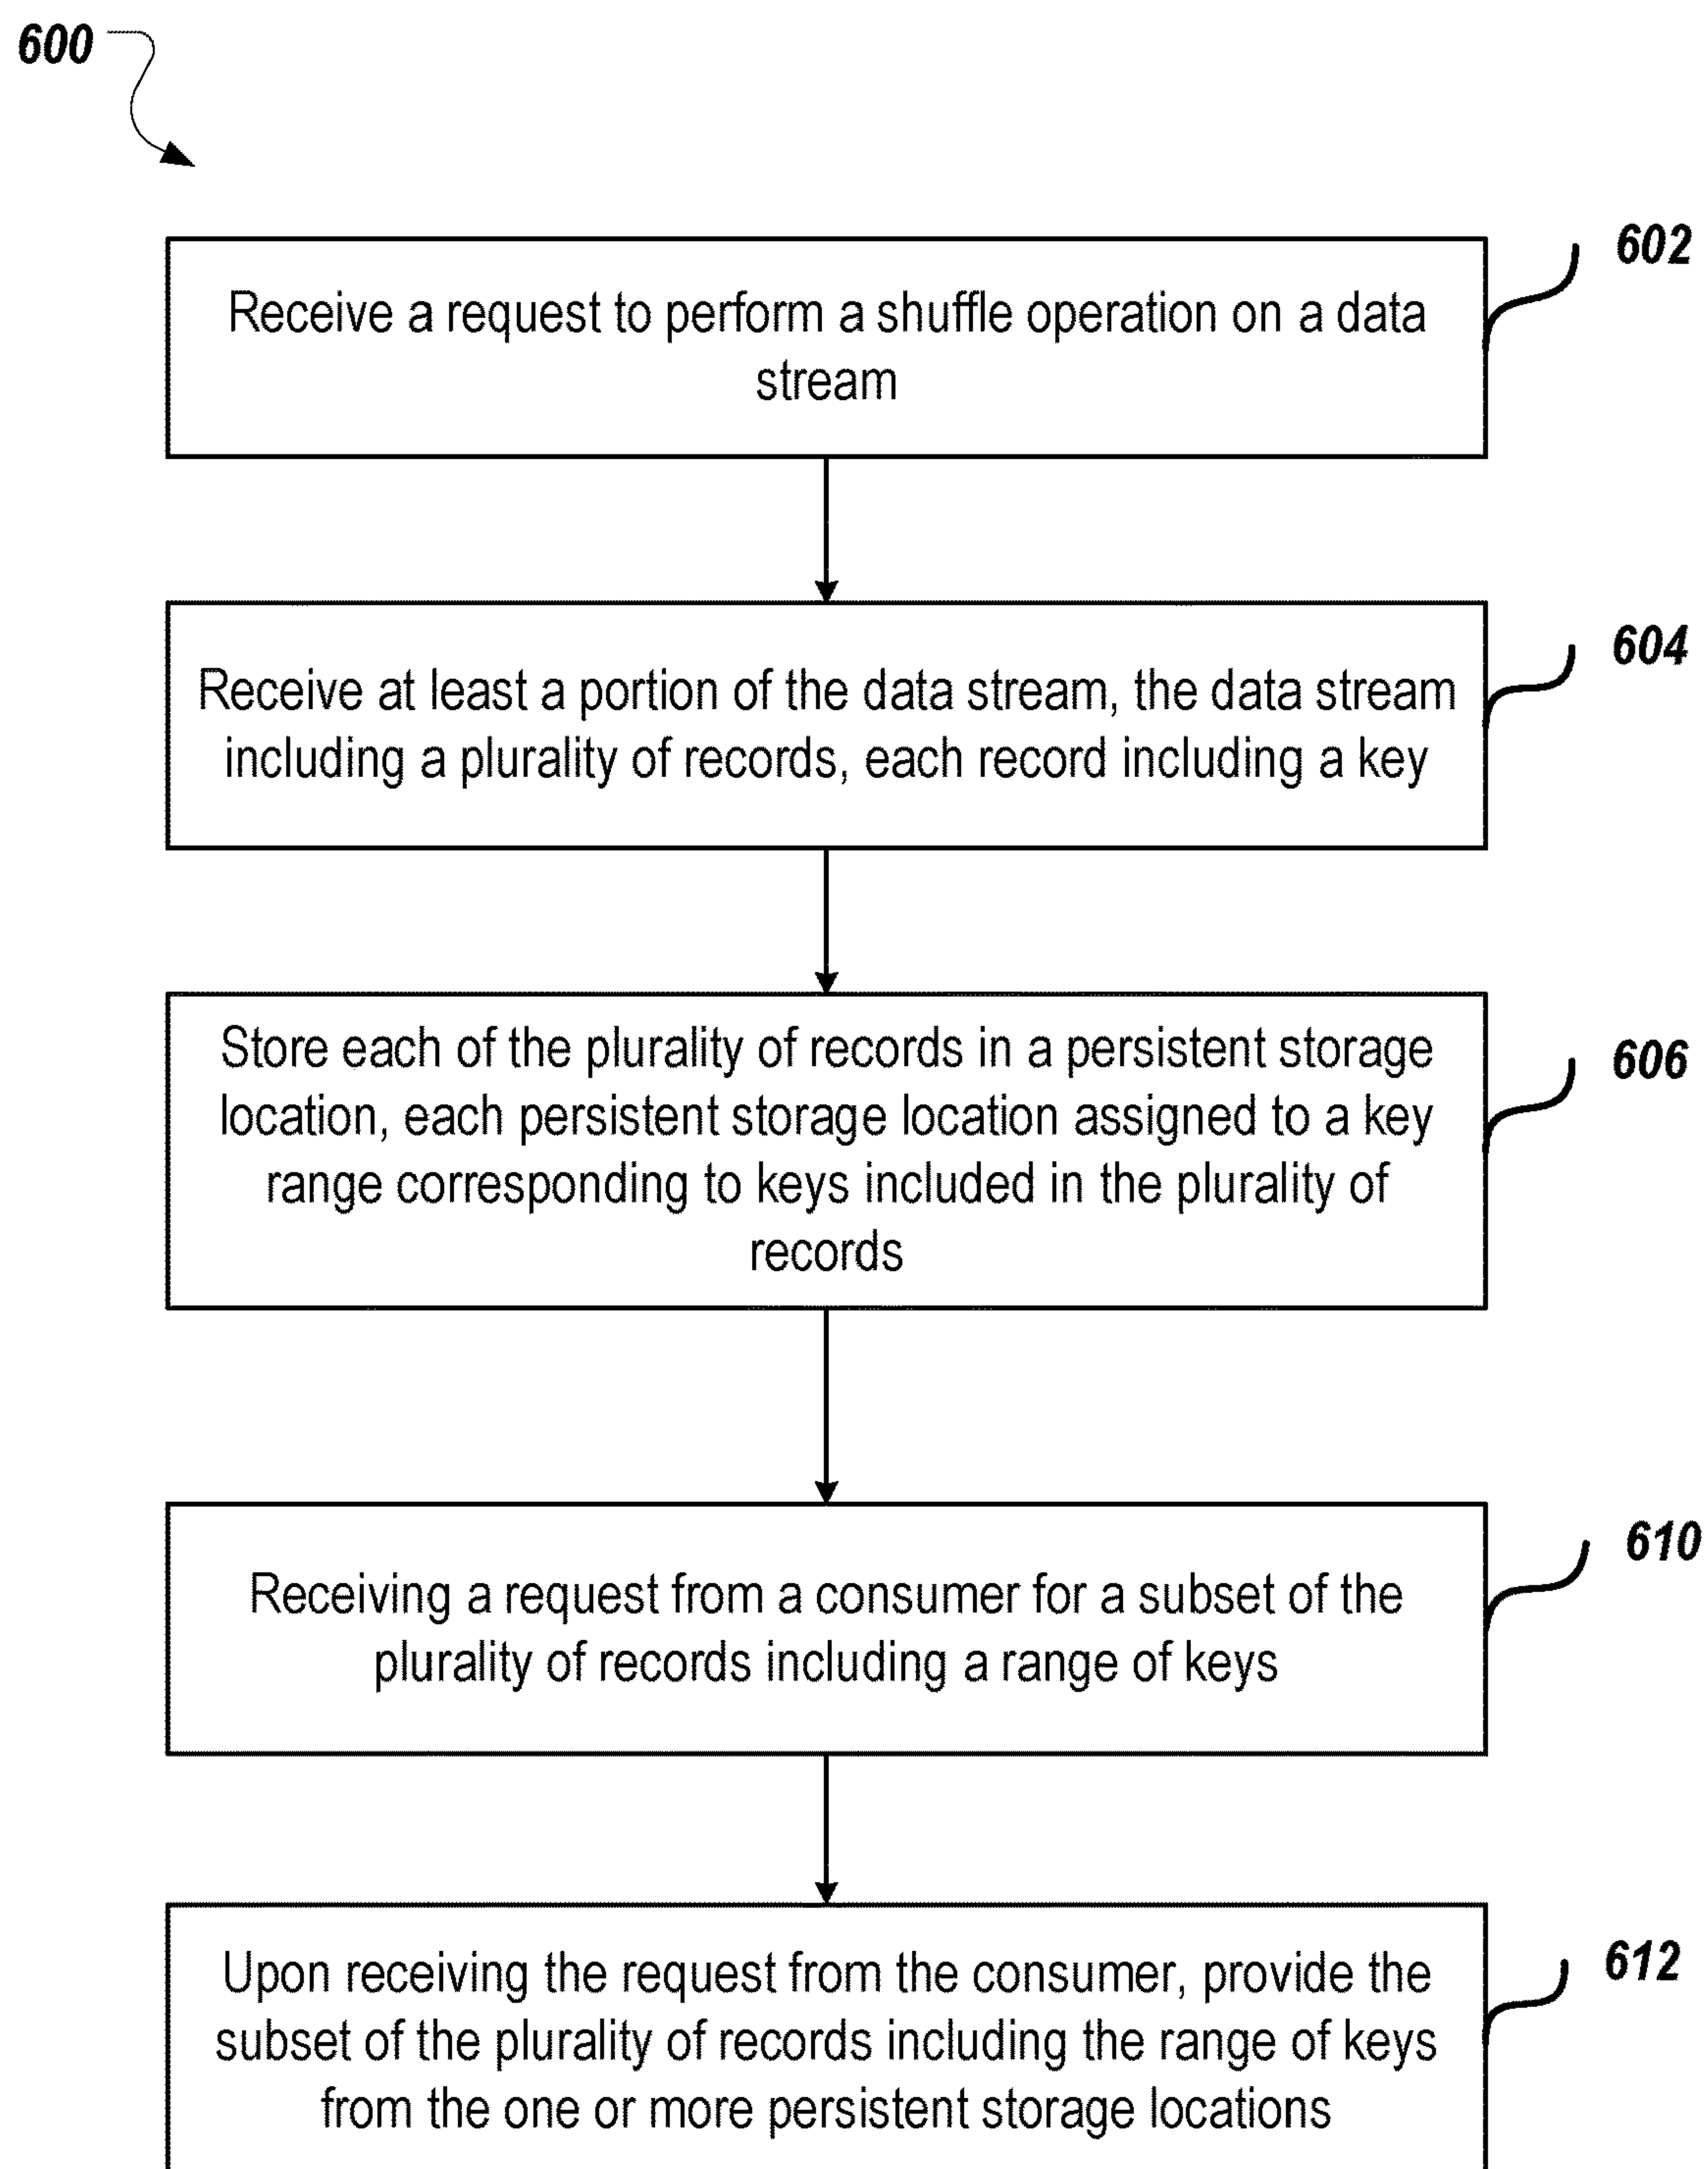 600
Receive a request to perform a shuffle operation on a data
stream
602
Receive at least a portion of the data stream, the data stream
including a plurality of records, each record including a key
604
Store each of the plurality of records in a persistent storage
location, each persistent storage location assigned to a key
range corresponding to keys included in the plurality of
records
606
Receiving a request from a consumer for a subset of the
plurality of records including a range of keys
610
Upon receiving the request from the consumer, provide the
subset of the plurality of records including the range of keys
from the one or more persistent storage locations
612